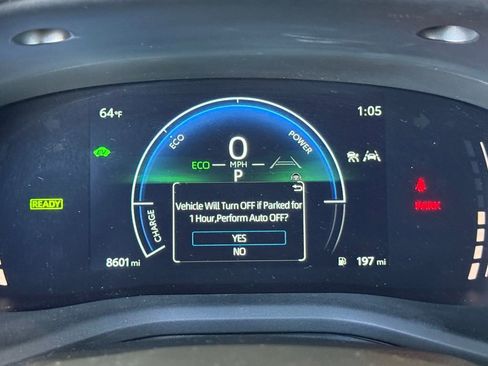 64°F
1:05
ECO
POWER
0
ECO MPH
P
READY
PARK
Vehicle Will Turn OFF if Parked for
1 Hour,Perform Auto OFF?
CHARGE
YES
NO
8601 mi
197 mi